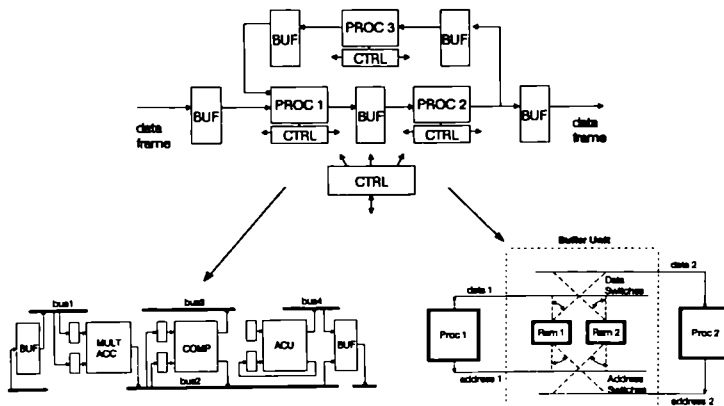 BUF
PROC 3
BUF
CTRL
BUF
PROC 1
BUF
PROC 2
BUF
data
frame
CTRL
CTRL
data
frame
CTRL
Buffer Unit
data 2
data 1
Data
Switches
bus1
bus3
bus4
BUF
MULT
ACC
COMP
ACU
BUF
bus2
Proc 1
Ram 1
Ram 2
Proc 2
address 1
Address
Switches
address 2